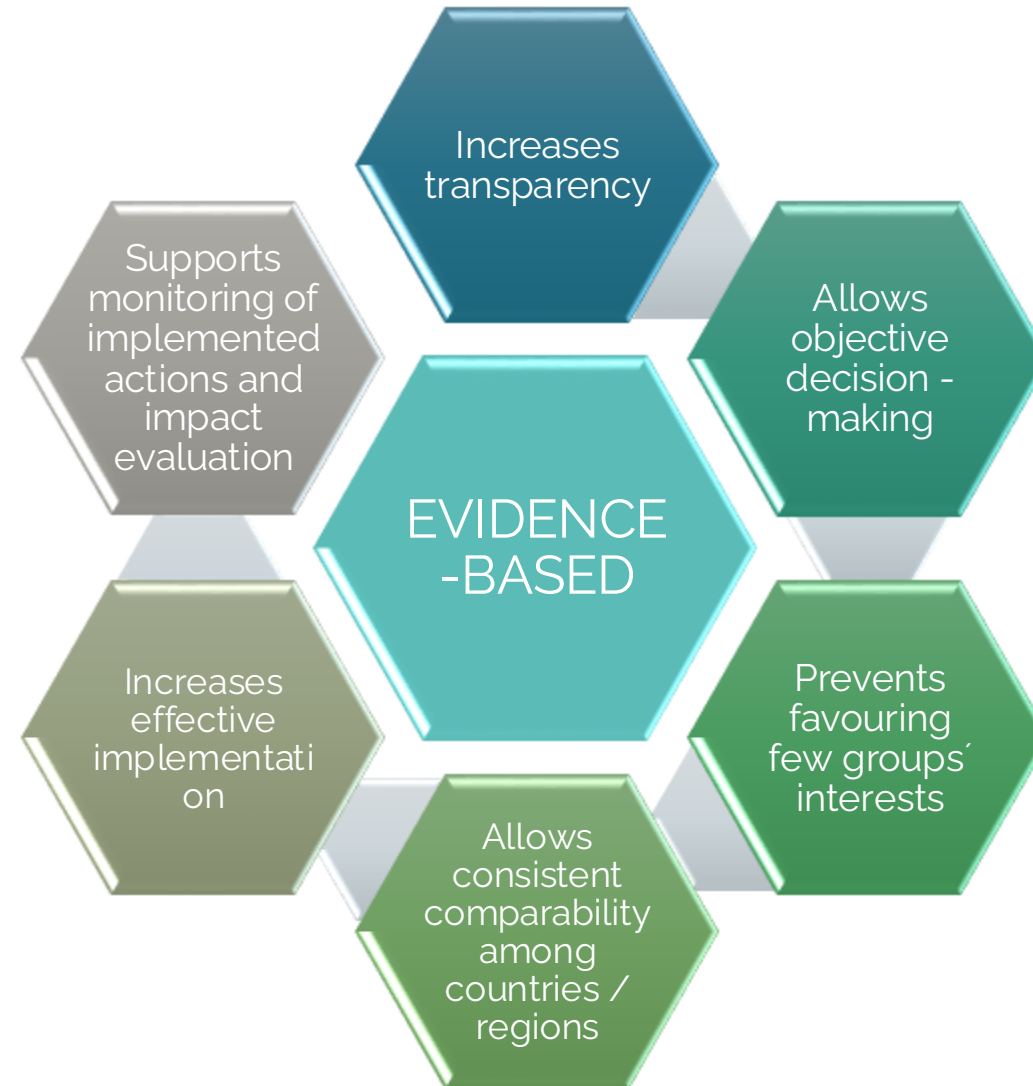 Increases
transparency
Allows
objective
decision -
making
Prevents
favouring
few groups´
interests
Allows
consistent
comparability
among
countries /
regions
Increases
effective
implementati
on
Supports
monitoring of
implemented
actions and
impact
evaluation
EVIDENCE
-BASED